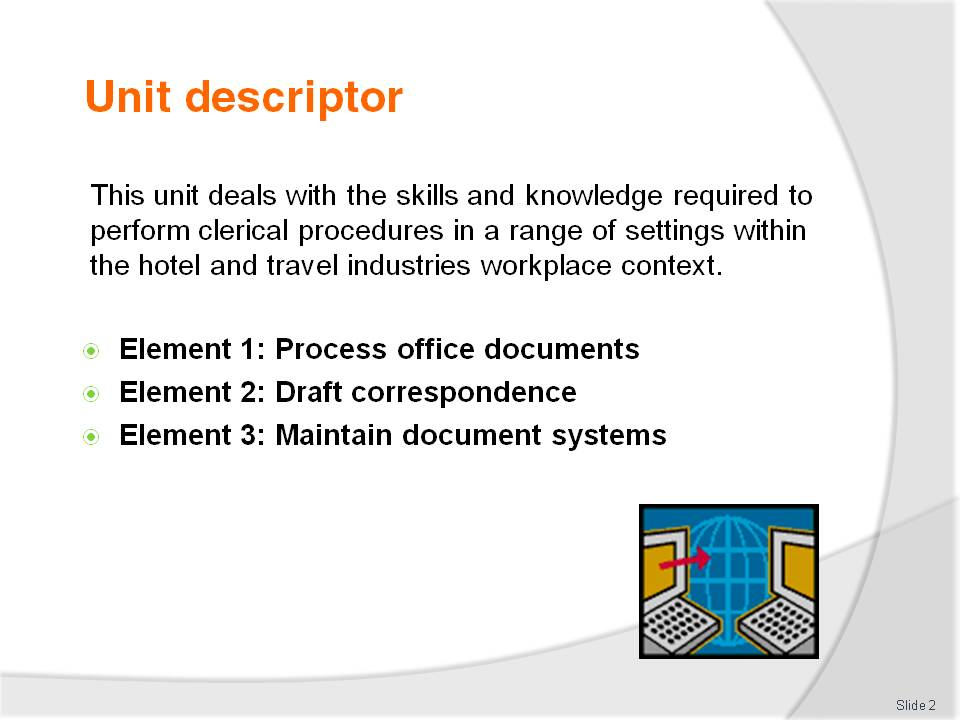 Unit descriptor
This unit deals with the skills and knowledge required to
perform clerical procedures in a range of settings within
the hotel and travel industries workplace context.
Element 1: Process office documents
Element 2: Draft correspondence
Element 3: Maintain document systems
Slide 2